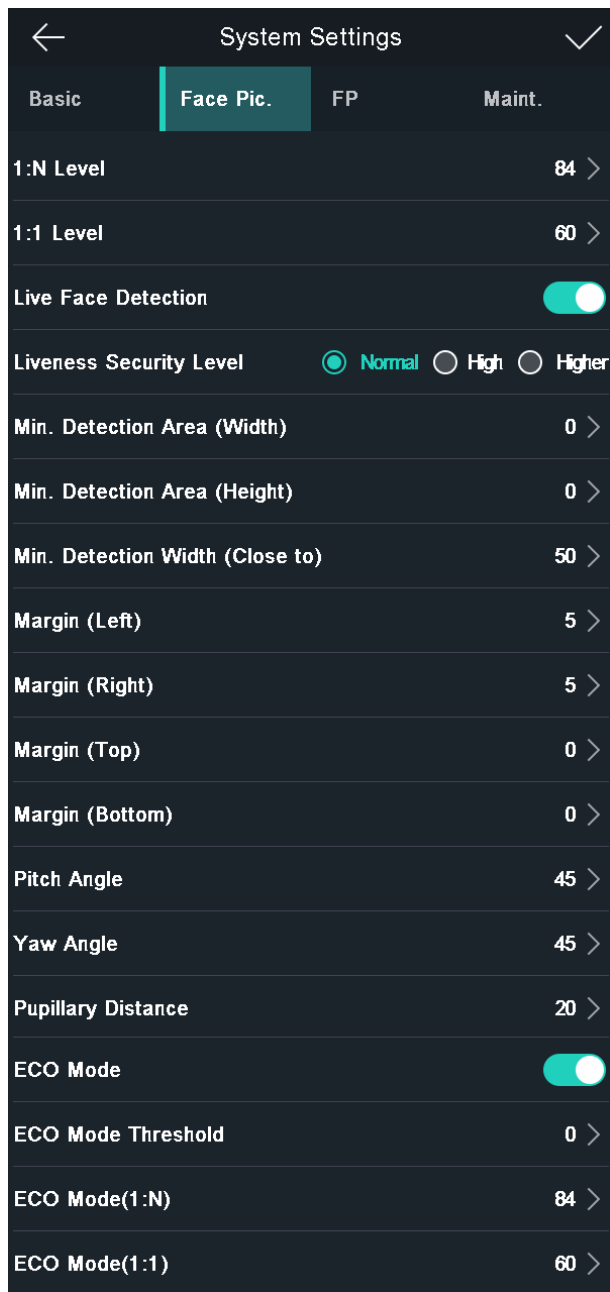 System Settings
Basic Face Pic. FP Maint.
1:N Level 84
1:1 Level 60
Live Face Detection
Liveness Security Level Normal High Higher
Min. Detection Area (Width) 0
Min. Detection Area (Height) 0
Min. Detection Width (Close to) 50
Margin (Left) 5
Margin (Right) 5
Margin (Top) 0
Margin (Bottom) 0
Pitch Angle 45
Yaw Angle 45
Pupillary Distance 20
ECO Mode
ECO Mode Threshold 0
ECO Mode(1:N) 84
ECO Mode(1:1) 60